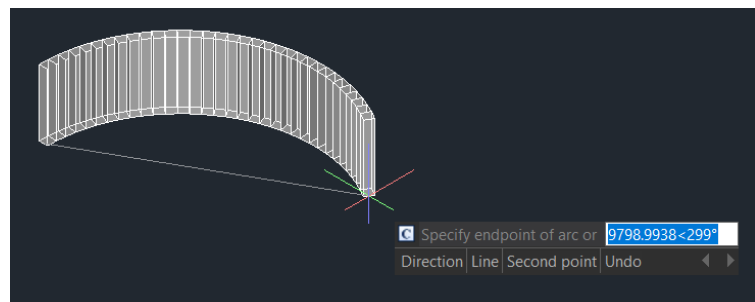 C Specify endpoint of arc or 9798.9938<299°
Direction Line Second point Undo